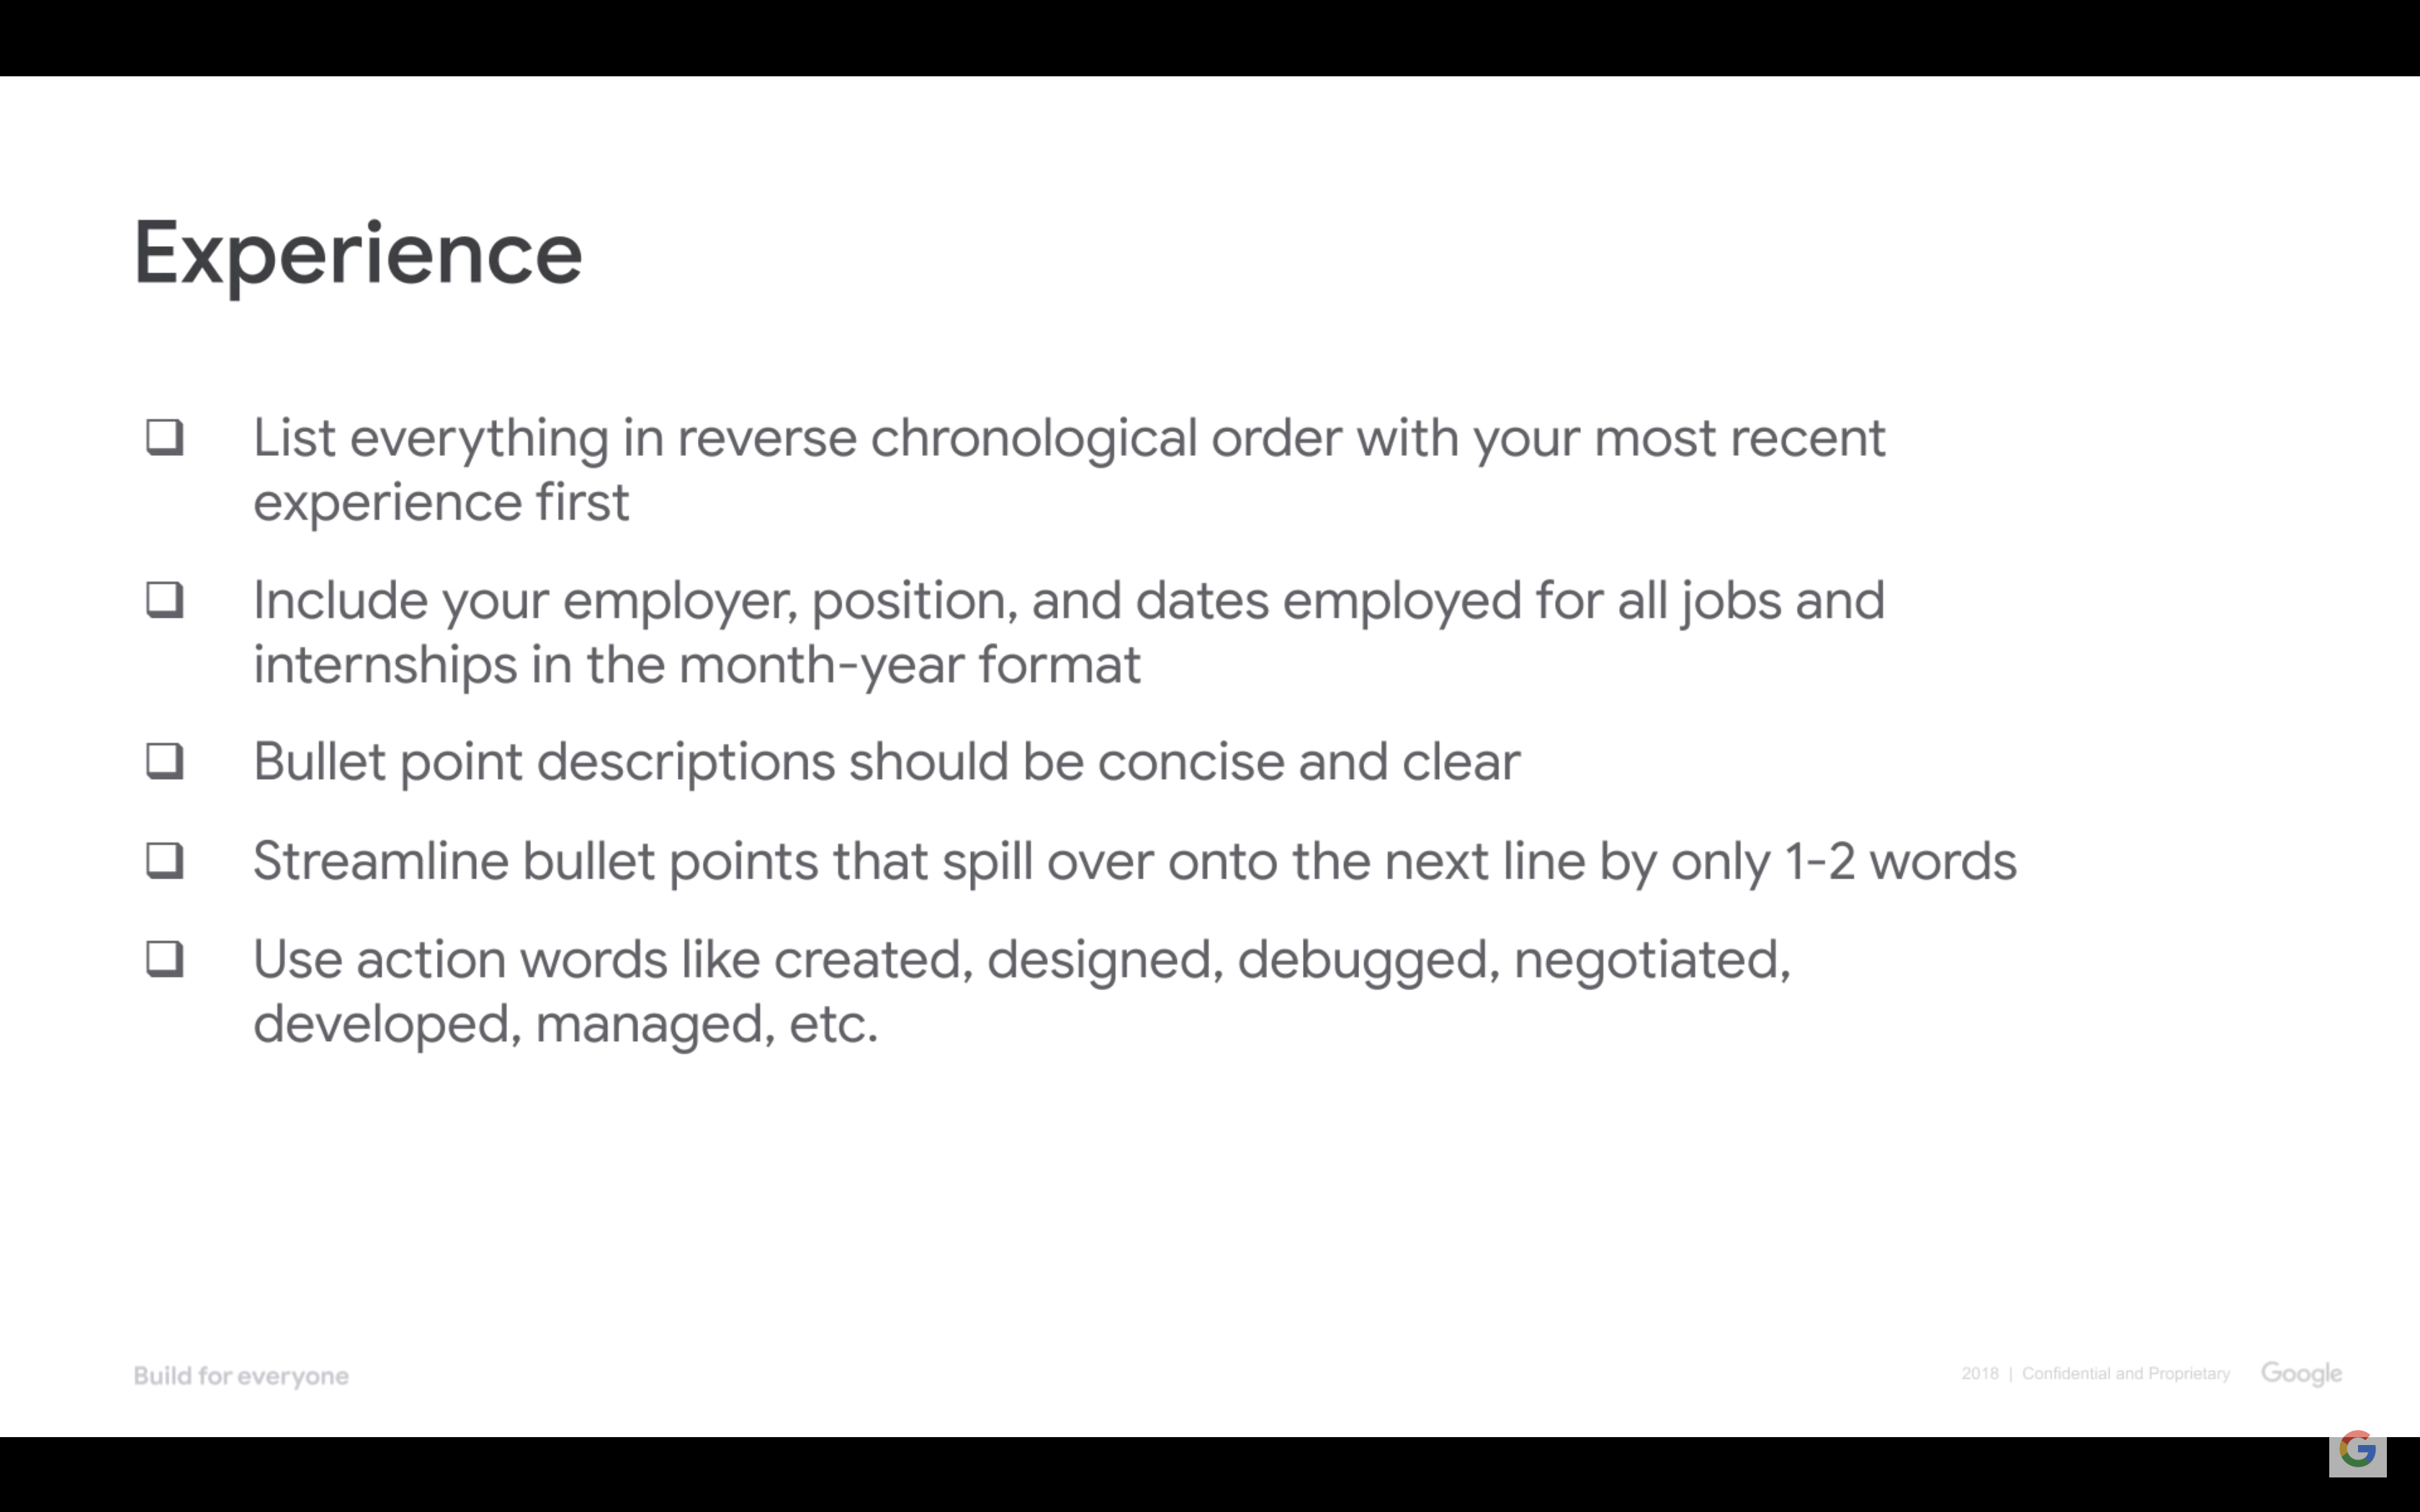 Experience
❑ List everything in reverse chronological order with your most recent
experience first
❑ Include your employer, position, and dates employed for all jobs and
internships in the month-year format
❑ Bullet point descriptions should be concise and clear
❑ Streamline bullet points that spill over onto the next line by only 1-2 words
❑ Use action words like created, designed, debugged, negotiated,
developed, managed, etc.
Build for everyone
2018 | Confidential and Proprietary Google
G